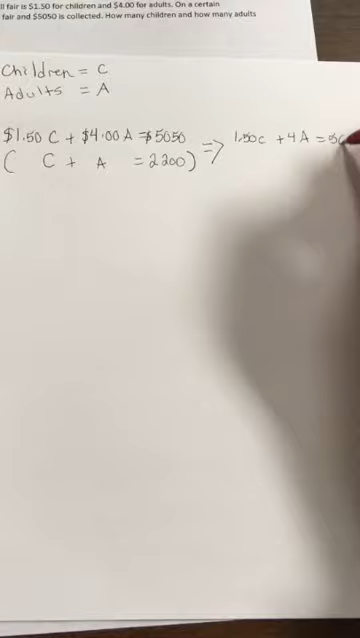 ll fair is $1.50 for children and $4.00 for adults. On a certain
fair and $5050 is collected. How many children and how many adults
Children = C
Adults = A
$1.50 C + $4.00 A = $5050 => 1.50c + 4A =
( C + A = 2200)